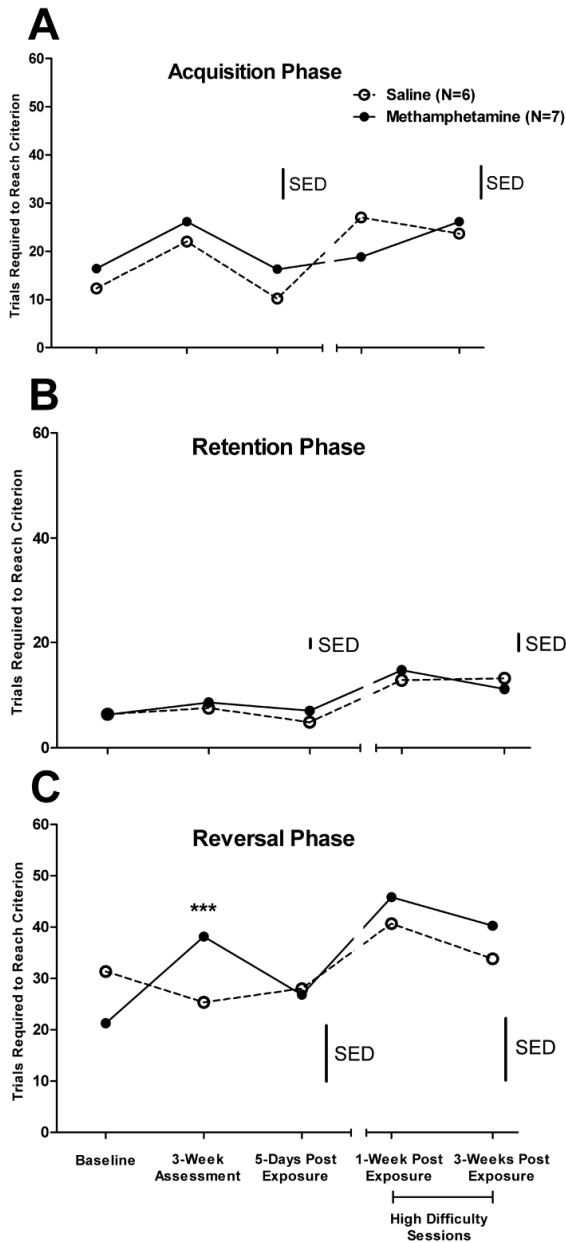 A
Acquisition Phase
Saline (N=6)
Methamphetamine (N=7)
Trials Required to Reach Criterion
60
50
40
30
20
10
0
SED
SED
B
Retention Phase
Trials Required to Reach Criterion
60
40
20
0
SED
SED
C
Reversal Phase
Trials Required to Reach Criterion
60
50
40
30
20
10
0
***
SED
SED
Baseline
3-Week
Assessment
5-Days Post
Exposure
1-Week Post
Exposure
3-Weeks Post
Exposure
High Difficulty
Sessions